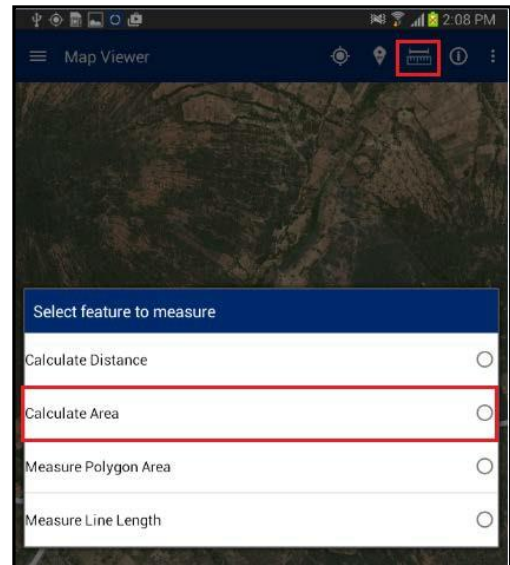 2:08 PM
Map Viewer
Select feature to measure
Calculate Distance
Calculate Area
Measure Polygon Area
Measure Line Length